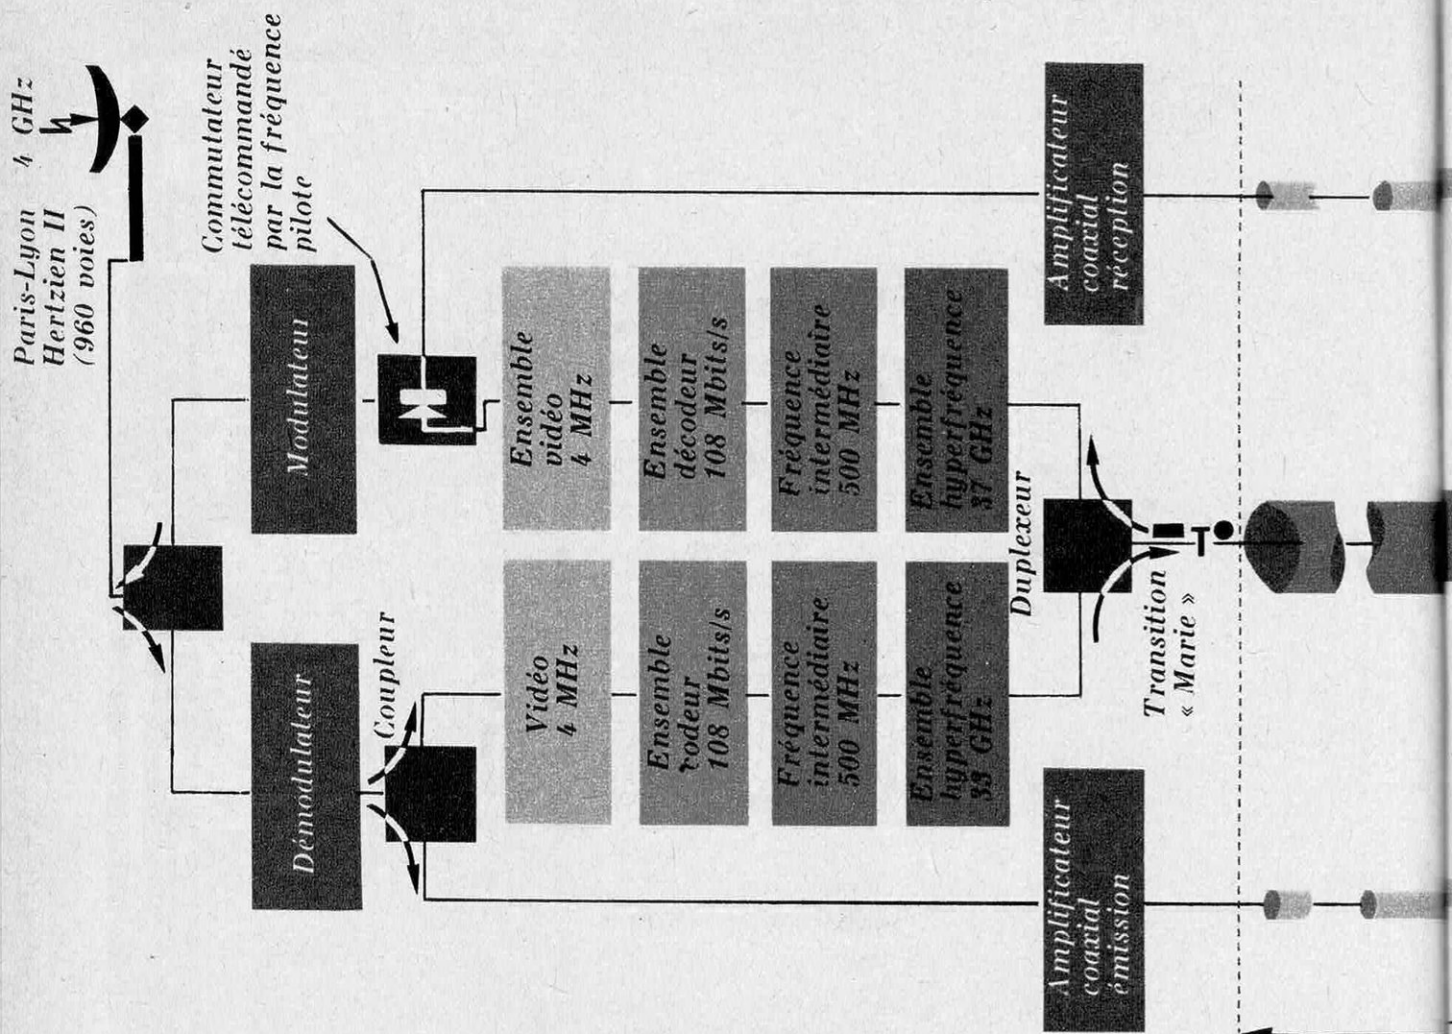 Paris-Lyon 4 GHz
Hertzien II
(960 voies)
Commutateur
télécommandé
par la fréquence
pilote
Démodulateur
Modulateur
Coupleur
Vidéo
4 MHz
Ensemble
vidéo
4 MHz
Ensemble
codeur
108 Mbits/s
Ensemble
décodeur
108 Mbits/s
Fréquence
intermédiaire
500 MHz
Fréquence
intermédiaire
500 MHz
Ensemble
hyperfréquence
33 GHz
Ensemble
hyperfréquence
37 GHz
Duplexeur
Amplificateur
coaxial
émission
Transition
« Marie »
T
Amplificateur
coaxial
réception